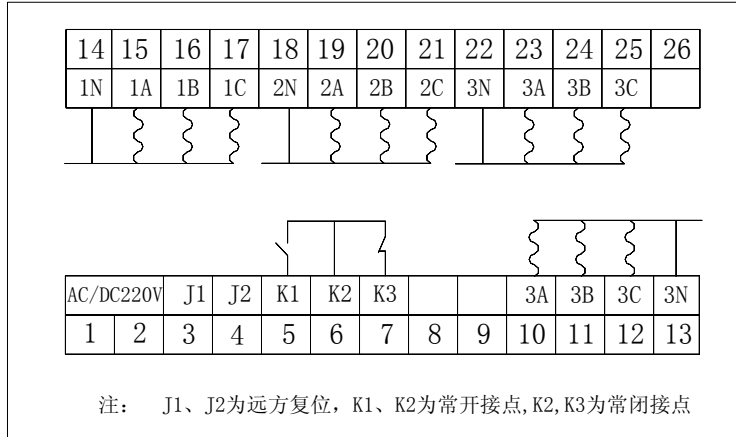 14 15 16 17 18 19 20 21 22 23 24 25 26
1N 1A 1B 1C 2N 2A 2B 2C 3N 3A 3B 3C
AC/DC220V J1 J2 K1 K2 K3 3A 3B 3C 3N
1 2 3 4 5 6 7 8 9 10 11 12 13
注： J1、J2为远方复位，K1、K2为常开接点,K2,K3为常闭接点